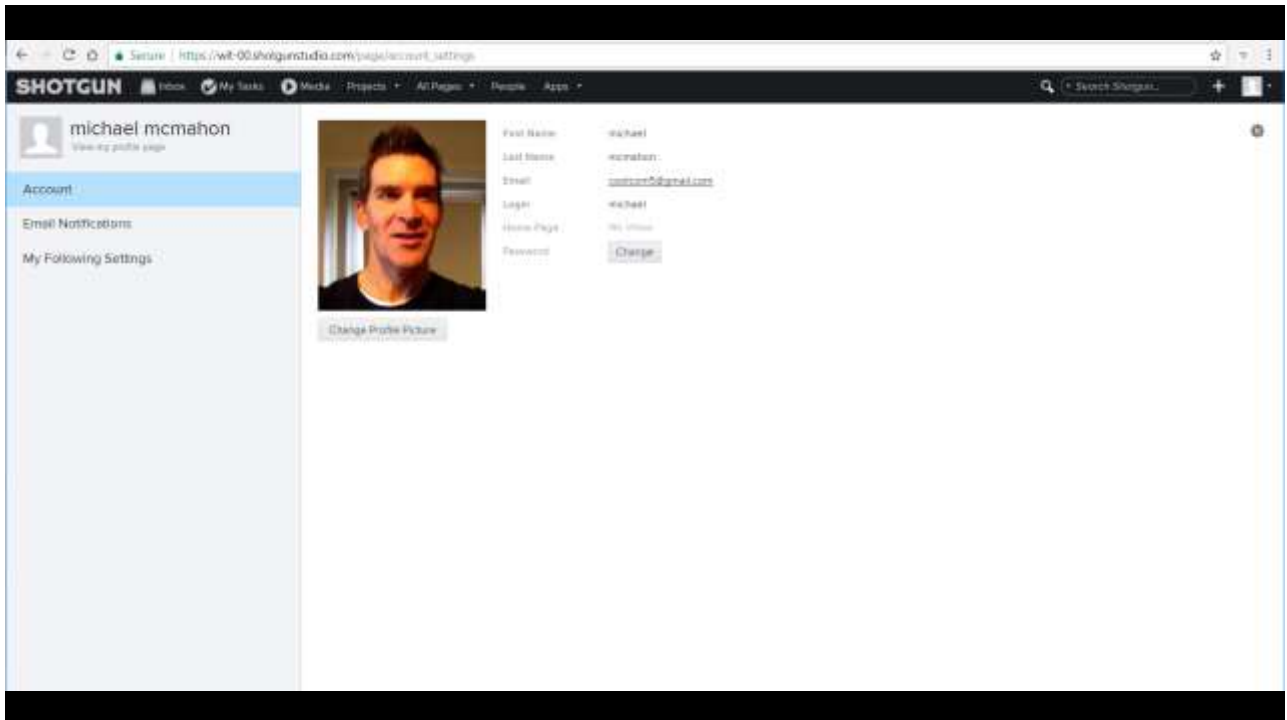 Secure https://wit-00.shotgunstudio.com/page/account_settings
SHOTGUN Inbox My Tasks Media Projects All Pages People Apps Search Shotgun...
michael mcmahon
View my profile page
Account
Email Notifications
My Following Settings
First Name michael
Last Name mcmahon
Email
Login michael
Home Page
Password Change
Change Profile Picture